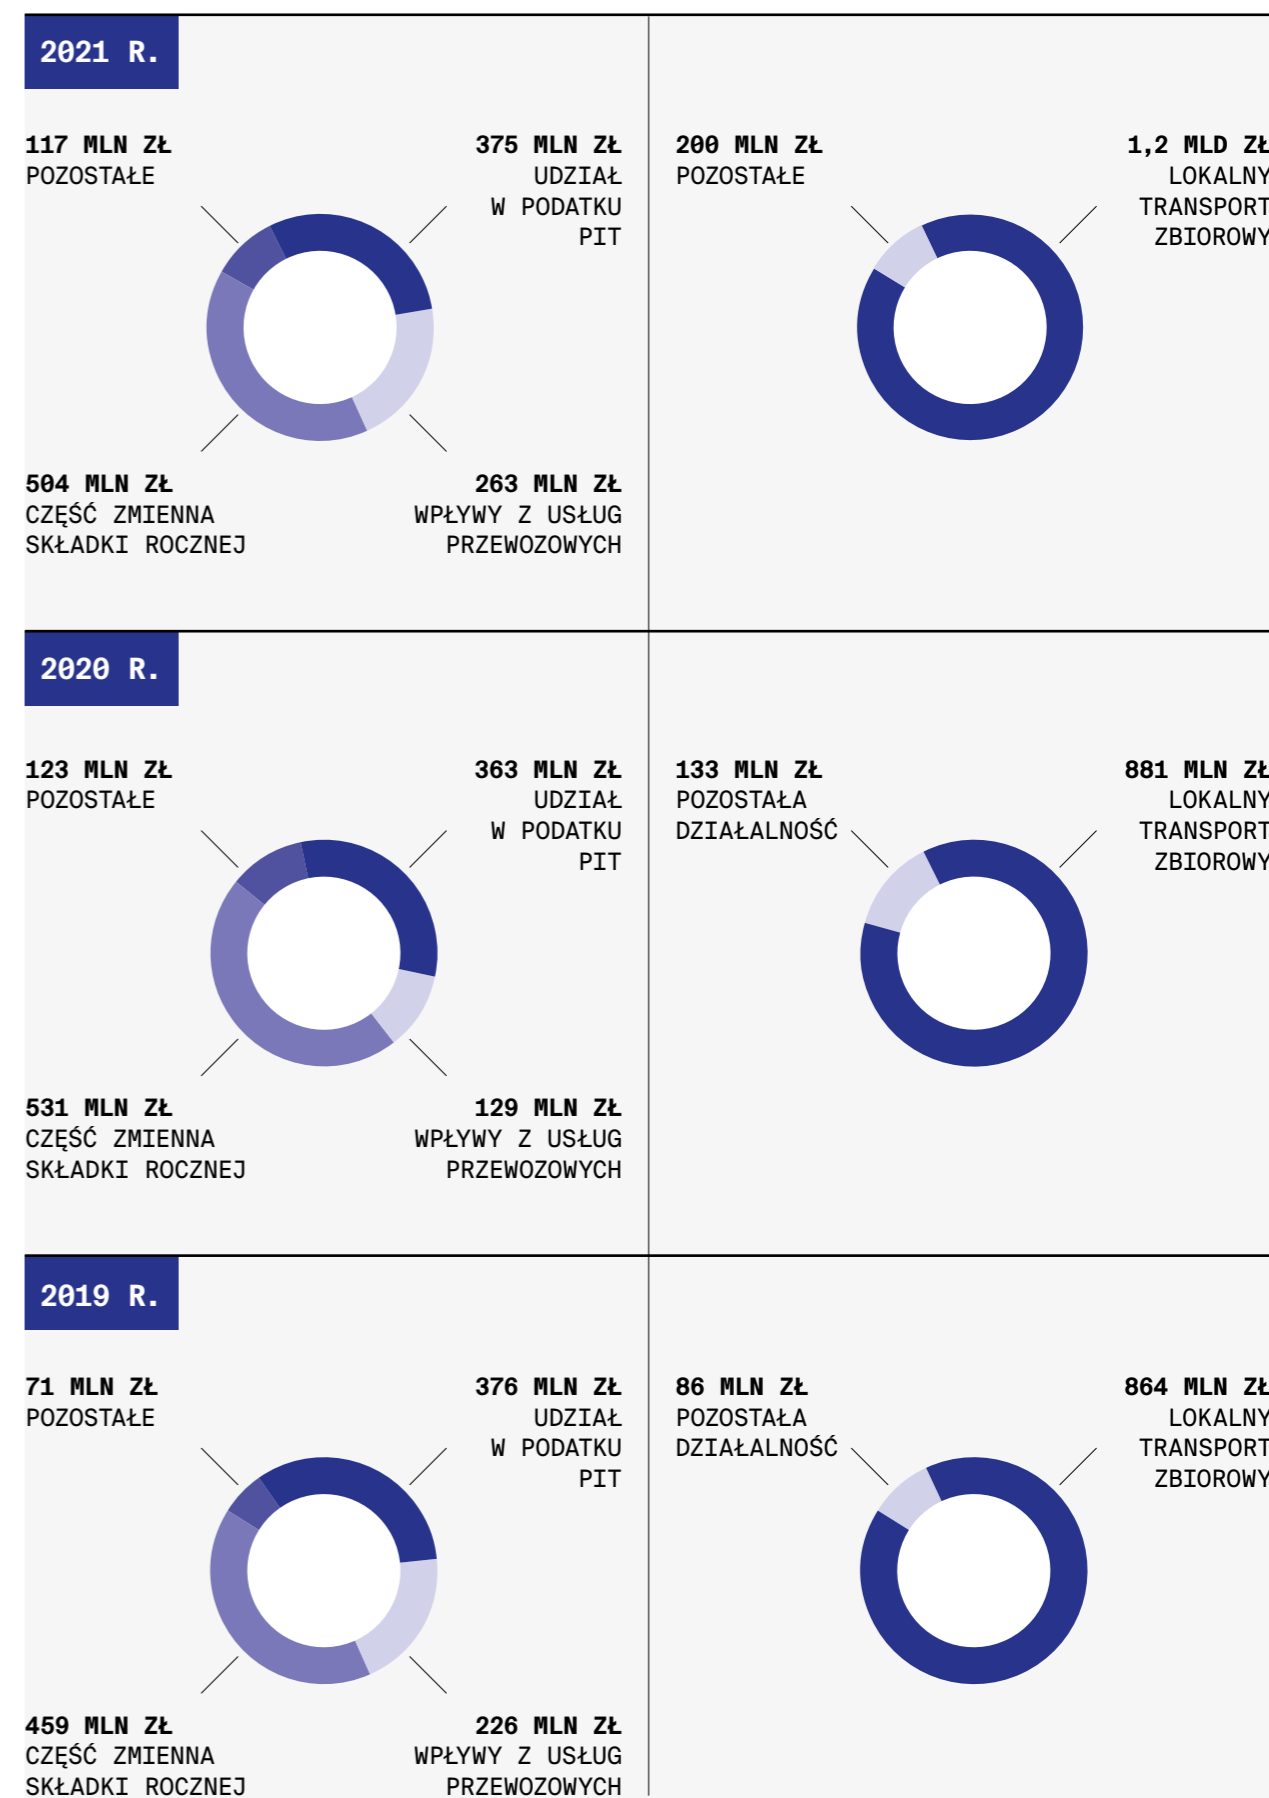 2021 R.
117 MLN ZŁ
POZOSTAŁE
375 MLN ZŁ
UDZIAŁ
W PODATKU
PIT
504 MLN ZŁ
CZĘŚĆ ZMIENNA
SKŁADKI ROCZNEJ
263 MLN ZŁ
WPŁYWY Z USŁUG
PRZEWOZOWYCH
200 MLN ZŁ
POZOSTAŁE
1,2 MLD ZŁ
LOKALNY
TRANSPORT
ZBIOROWY
2020 R.
123 MLN ZŁ
POZOSTAŁE
363 MLN ZŁ
UDZIAŁ
W PODATKU
PIT
531 MLN ZŁ
CZĘŚĆ ZMIENNA
SKŁADKI ROCZNEJ
129 MLN ZŁ
WPŁYWY Z USŁUG
PRZEWOZOWYCH
133 MLN ZŁ
POZOSTAŁA
DZIAŁALNOŚĆ
881 MLN ZŁ
LOKALNY
TRANSPORT
ZBIOROWY
2019 R.
71 MLN ZŁ
POZOSTAŁE
376 MLN ZŁ
UDZIAŁ
W PODATKU
PIT
459 MLN ZŁ
CZĘŚĆ ZMIENNA
SKŁADKI ROCZNEJ
226 MLN ZŁ
WPŁYWY Z USŁUG
PRZEWOZOWYCH
86 MLN ZŁ
POZOSTAŁA
DZIAŁALNOŚĆ
864 MLN ZŁ
LOKALNY
TRANSPORT
ZBIOROWY